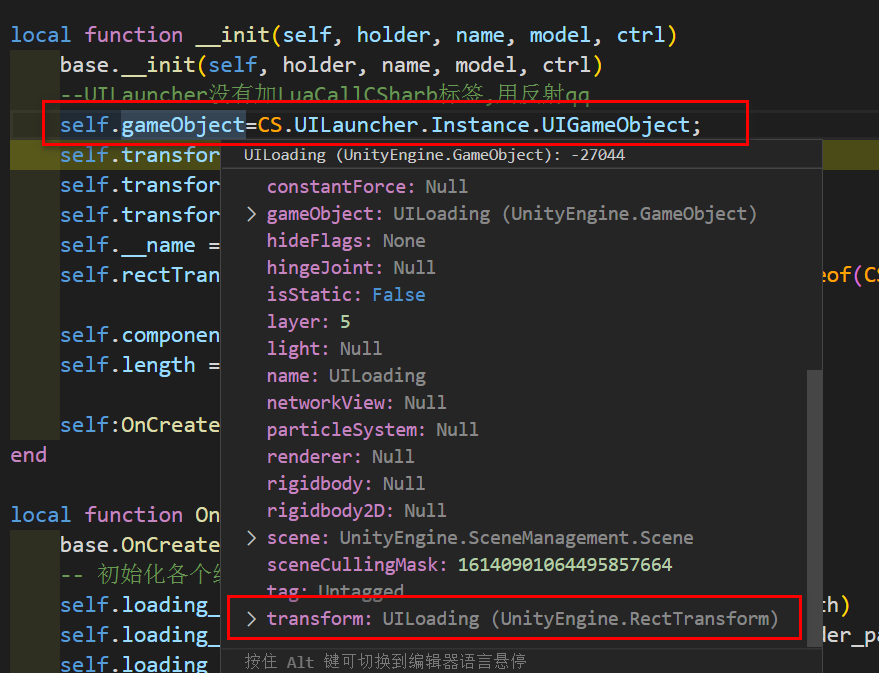 local function __init(self, holder, name, model, ctrl)
base.__init(self, holder, name, model, ctrl)
--UILauncher没有加LuaCallCSharb标签,用反射qq
self.gameObject=CS.UILauncher.Instance.UIGameObject;
self.transfor
UILoading (UnityEngine.GameObject): -27044
self.transfor
constantForce: Null
self.transfor
gameObject: UILoading (UnityEngine.GameObject)
self.__name =
hideFlags: None
self.rectTran
hingeJoint: Null
eof(CS
isStatic: False
layer: 5
self.componen
light: Null
self.length =
name: UILoading
networkView: Null
self:OnCreate
particleSystem: Null
end
renderer: Null
rigidbody: Null
local function On
rigidbody2D: Null
base.OnCreate
scene: UnityEngine.SceneManagement.Scene
sceneCullingMask: 16140901064495857664
-- 初始化各个组
tag: Untagged
self.loading_
transform: UILoading (UnityEngine.RectTransform)
th)
self.loading_
der_pa
self.loading
按住 Alt 键可切换到编辑器语言悬停